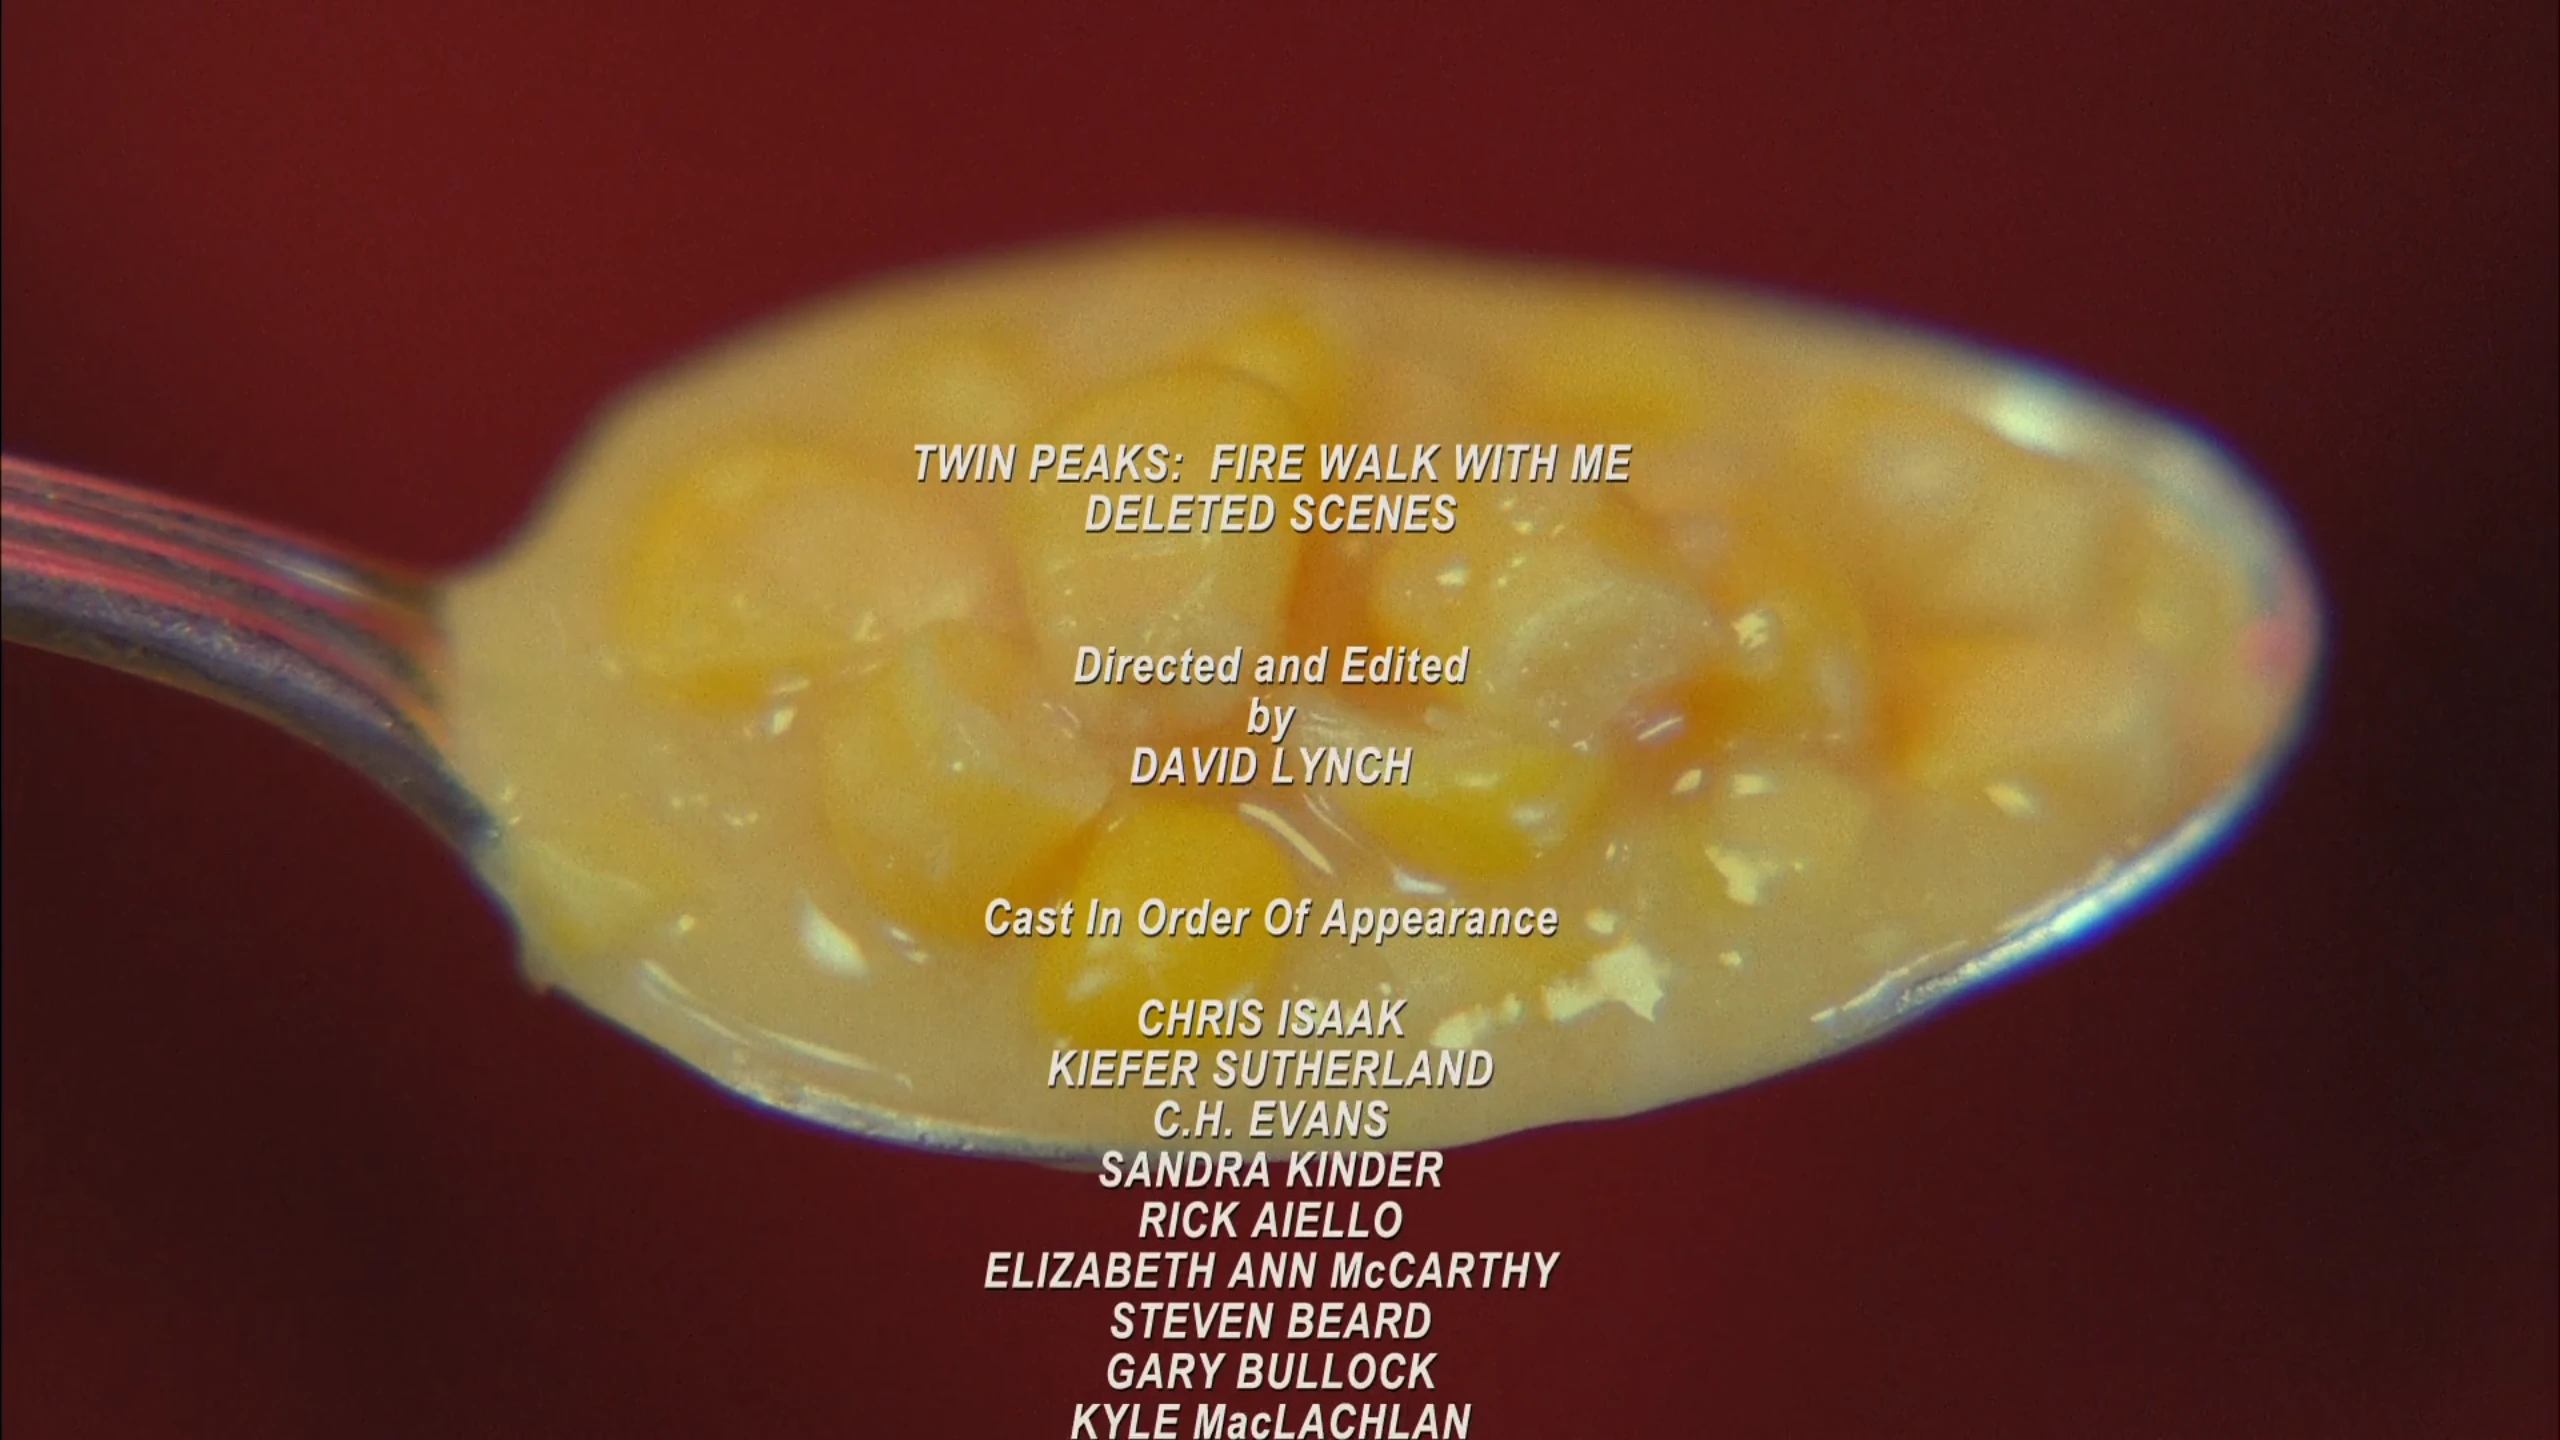 TWIN PEAKS: FIRE WALK WITH ME
DELETED SCENES
Directed and Edited
by
DAVID LYNCH
Cast In Order Of Appearance
CHRIS ISAAK
KIEFER SUTHERLAND
C.H. EVANS
SANDRA KINDER
RICK AIELLO
ELIZABETH ANN McCARTHY
STEVEN BEARD
GARY BULLOCK
KYLE MacLACHLAN